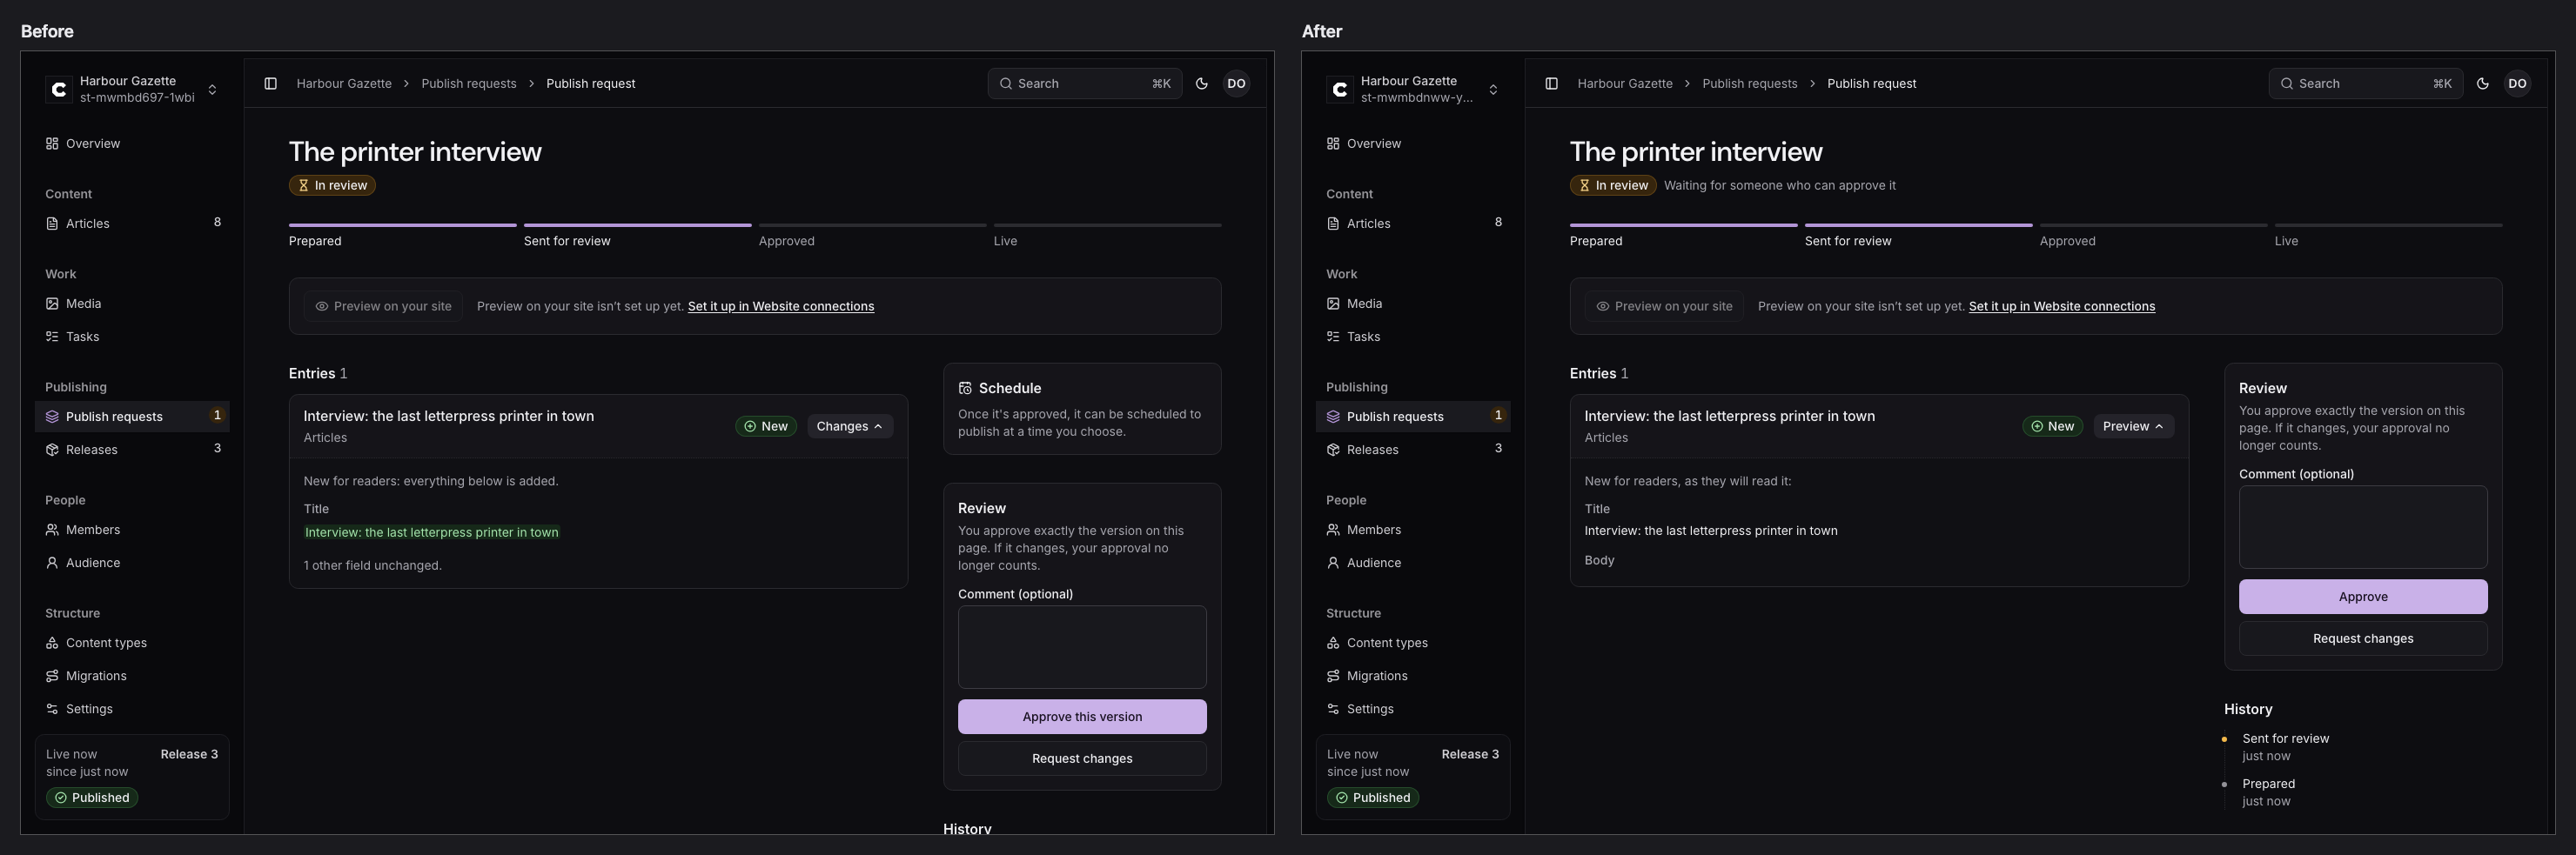 Before
Harbour Gazette
st-mwmbd697-1wbi
Harbour Gazette > Publish requests > Publish request
Search ⌘K
DO
Overview
Content
Articles 8
Work
Media
Tasks
Publishing
Publish requests 1
Releases 3
People
Members
Audience
Structure
Content types
Migrations
Settings
Live now Release 3
since just now
Published
The printer interview
In review
Prepared
Sent for review
Approved
Live
Preview on your site
Preview on your site isn't set up yet. Set it up in Website connections
Entries 1
Interview: the last letterpress printer in town
Articles
New
Changes
New for readers: everything below is added.
Title
Interview: the last letterpress printer in town
1 other field unchanged.
Schedule
Once it's approved, it can be scheduled to
publish at a time you choose.
Review
You approve exactly the version on this
page. If it changes, your approval no
longer counts.
Comment (optional)
Approve this version
Request changes
History
After
Harbour Gazette
st-mwmbdnww-y...
Harbour Gazette > Publish requests > Publish request
Search ⌘K
DO
Overview
Content
Articles 8
Work
Media
Tasks
Publishing
Publish requests 1
Releases 3
People
Members
Audience
Structure
Content types
Migrations
Settings
Live now Release 3
since just now
Published
The printer interview
In review Waiting for someone who can approve it
Prepared
Sent for review
Approved
Live
Preview on your site
Preview on your site isn't set up yet. Set it up in Website connections
Entries 1
Interview: the last letterpress printer in town
Articles
New
Preview
New for readers, as they will read it:
Title
Interview: the last letterpress printer in town
Body
Review
You approve exactly the version on this
page. If it changes, your approval no
longer counts.
Comment (optional)
Approve
Request changes
History
Sent for review
just now
Prepared
just now